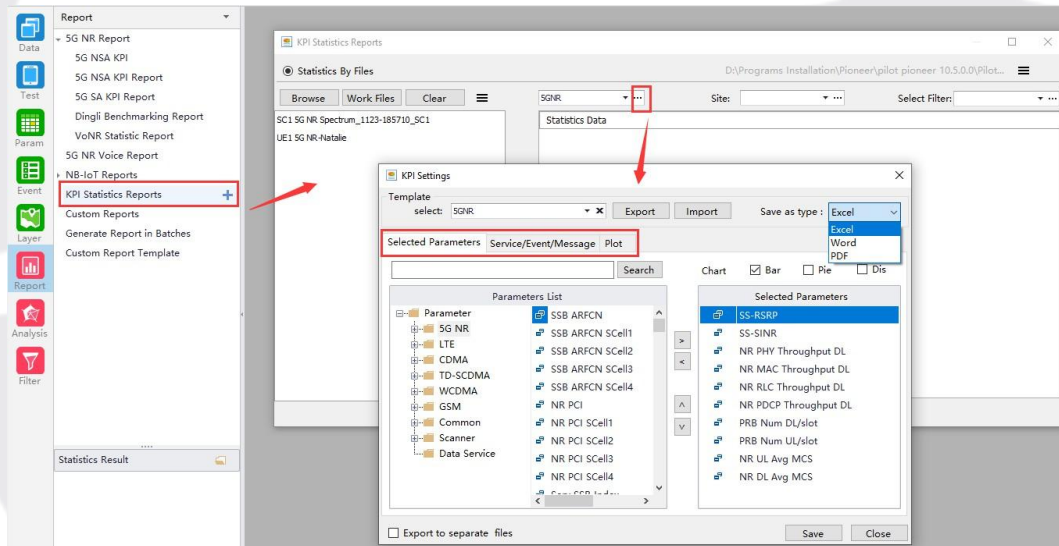 Report
Data
Test
Param
Event
Layer
Report
Analysis
Filter
5G NR Report
5G NSA KPI
5G NSA KPI Report
5G SA KPI Report
Dingli Benchmarking Report
VoNR Statistic Report
5G NR Voice Report
NB-IoT Reports
KPI Statistics Reports
Custom Reports
Generate Report in Batches
Custom Report Template
Statistics Result
KPI Statistics Reports
Statistics By Files
D:\Programs Installation\Pioneer\pilot pioneer 10.5.0.0\Pilot...
Browse Work Files Clear 5GNR Site: Select Filter:
SC1 5G NR Spectrum_1123-185710_SC1
UE1 5G NR-Natalie
Statistics Data
KPI Settings
Template
select: 5GNR Export Import Save as type : Excel
Excel
Word
PDF
Selected Parameters Service/Event/Message Plot
Search Chart Bar Pie Dis
Parameters List
Parameter
5G NR
LTE
CDMA
TD-SCDMA
WCDMA
GSM
Common
Scanner
Data Service
SSB ARFCN
SSB ARFCN SCell1
SSB ARFCN SCell2
SSB ARFCN SCell3
SSB ARFCN SCell4
NR PCI
NR PCI SCell1
NR PCI SCell2
NR PCI SCell3
NR PCI SCell4
Selected Parameters
SS-RSRP
SS-SINR
NR PHY Throughput DL
NR MAC Throughput DL
NR RLC Throughput DL
NR PDCP Throughput DL
PRB Num DL/slot
PRB Num UL/slot
NR UL Avg MCS
NR DL Avg MCS
Export to separate files
Save Close